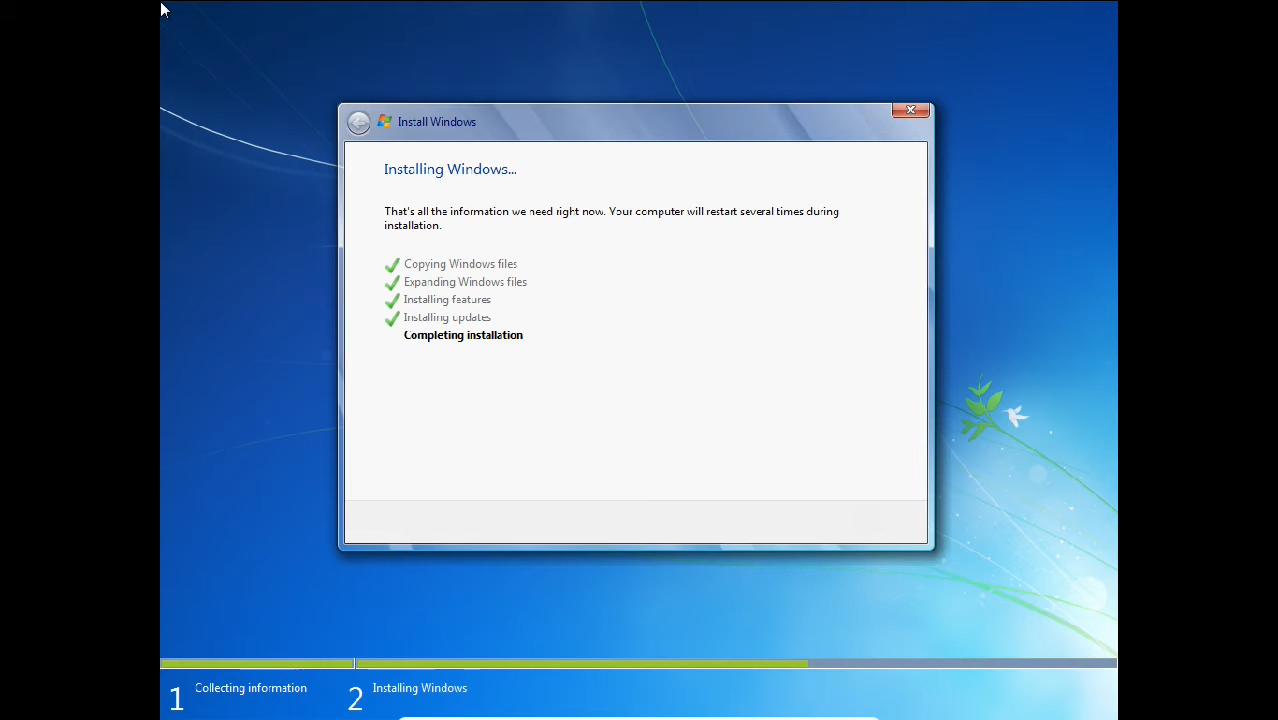 Install Windows
Installing Windows...
That's all the information we need right now. Your computer will restart several times during
installation.
Copying Windows files
Expanding Windows files
Installing features
Installing updates
Completing installation
1 Collecting information
2 Installing Windows